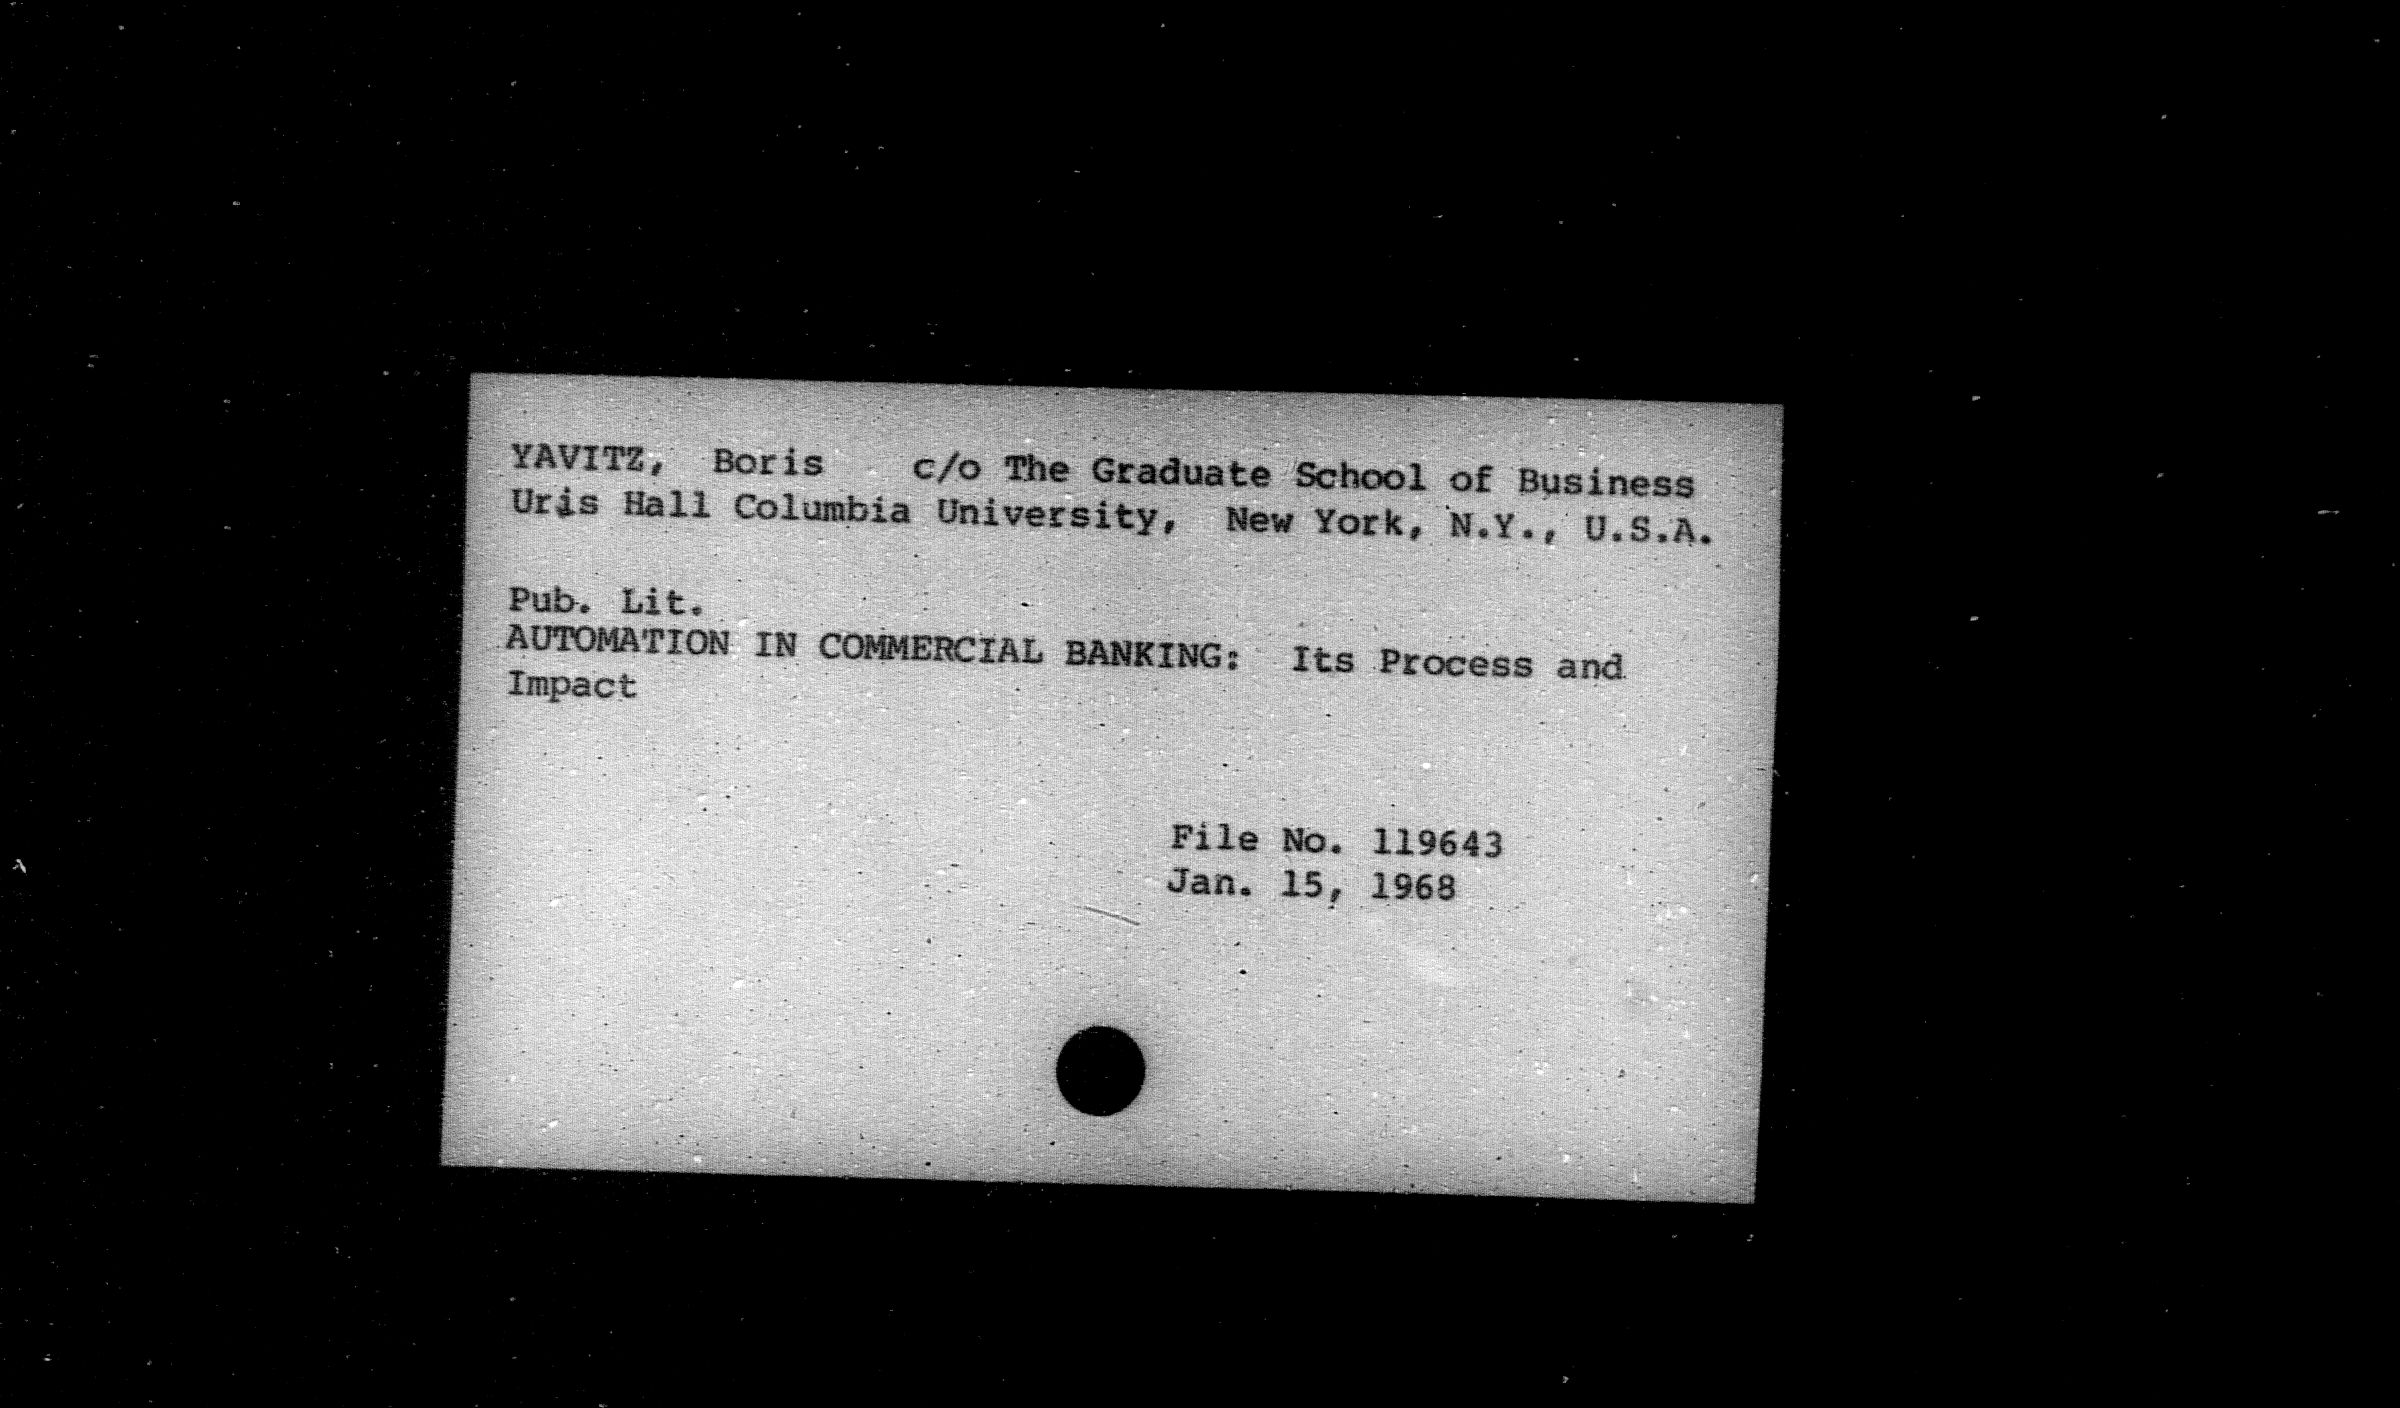 YAVITZ, Boris c/o The Graduate School of Business
Uris Hall Columbia University, New York, N.Y., U.S.A.
Pub. Lit.
AUTOMATION IN COMMERCIAL BANKING: Its Process and
Impact
File No. 119643
Jan. 15, 1968